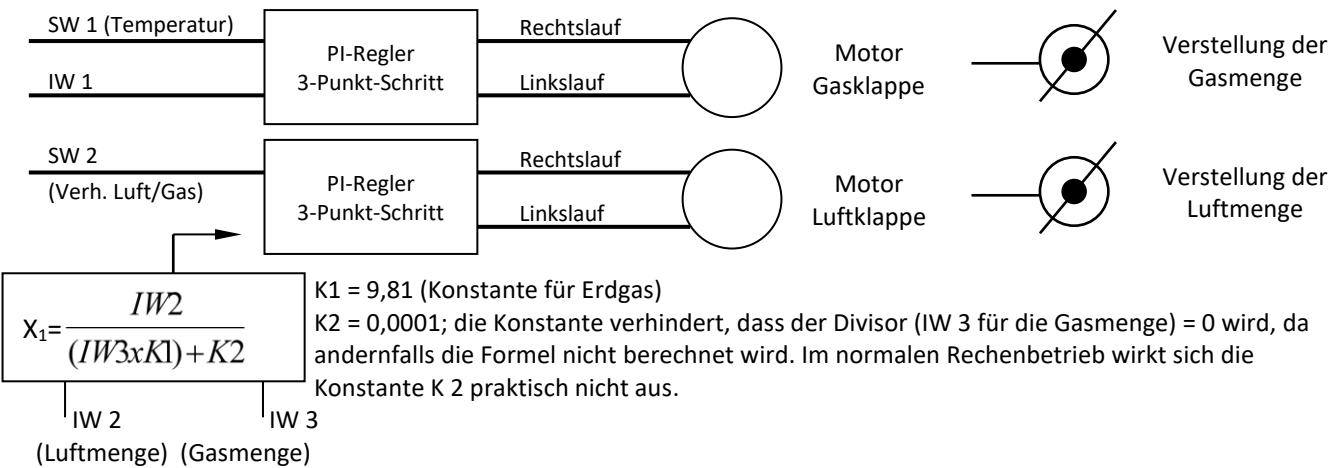 SW 1 (Temperatur)
IW 1
PI-Regler
3-Punkt-Schritt
Rechtslauf
Linkslauf
Motor
Gasklappe
Verstellung der
Gasmenge
SW 2
(Verh. Luft/Gas)
PI-Regler
3-Punkt-Schritt
Rechtslauf
Linkslauf
Motor
Luftklappe
Verstellung der
Luftmenge
X₁= IW2
(IW3xK1)+K2
K1 = 9,81 (Konstante für Erdgas)
K2 = 0,0001; die Konstante verhindert, dass der Divisor (IW 3 für die Gasmenge) = 0 wird, da
andernfalls die Formel nicht berechnet wird. Im normalen Rechenbetrieb wirkt sich die
Konstante K 2 praktisch nicht aus.
IW 2
(Luftmenge)
IW 3
(Gasmenge)